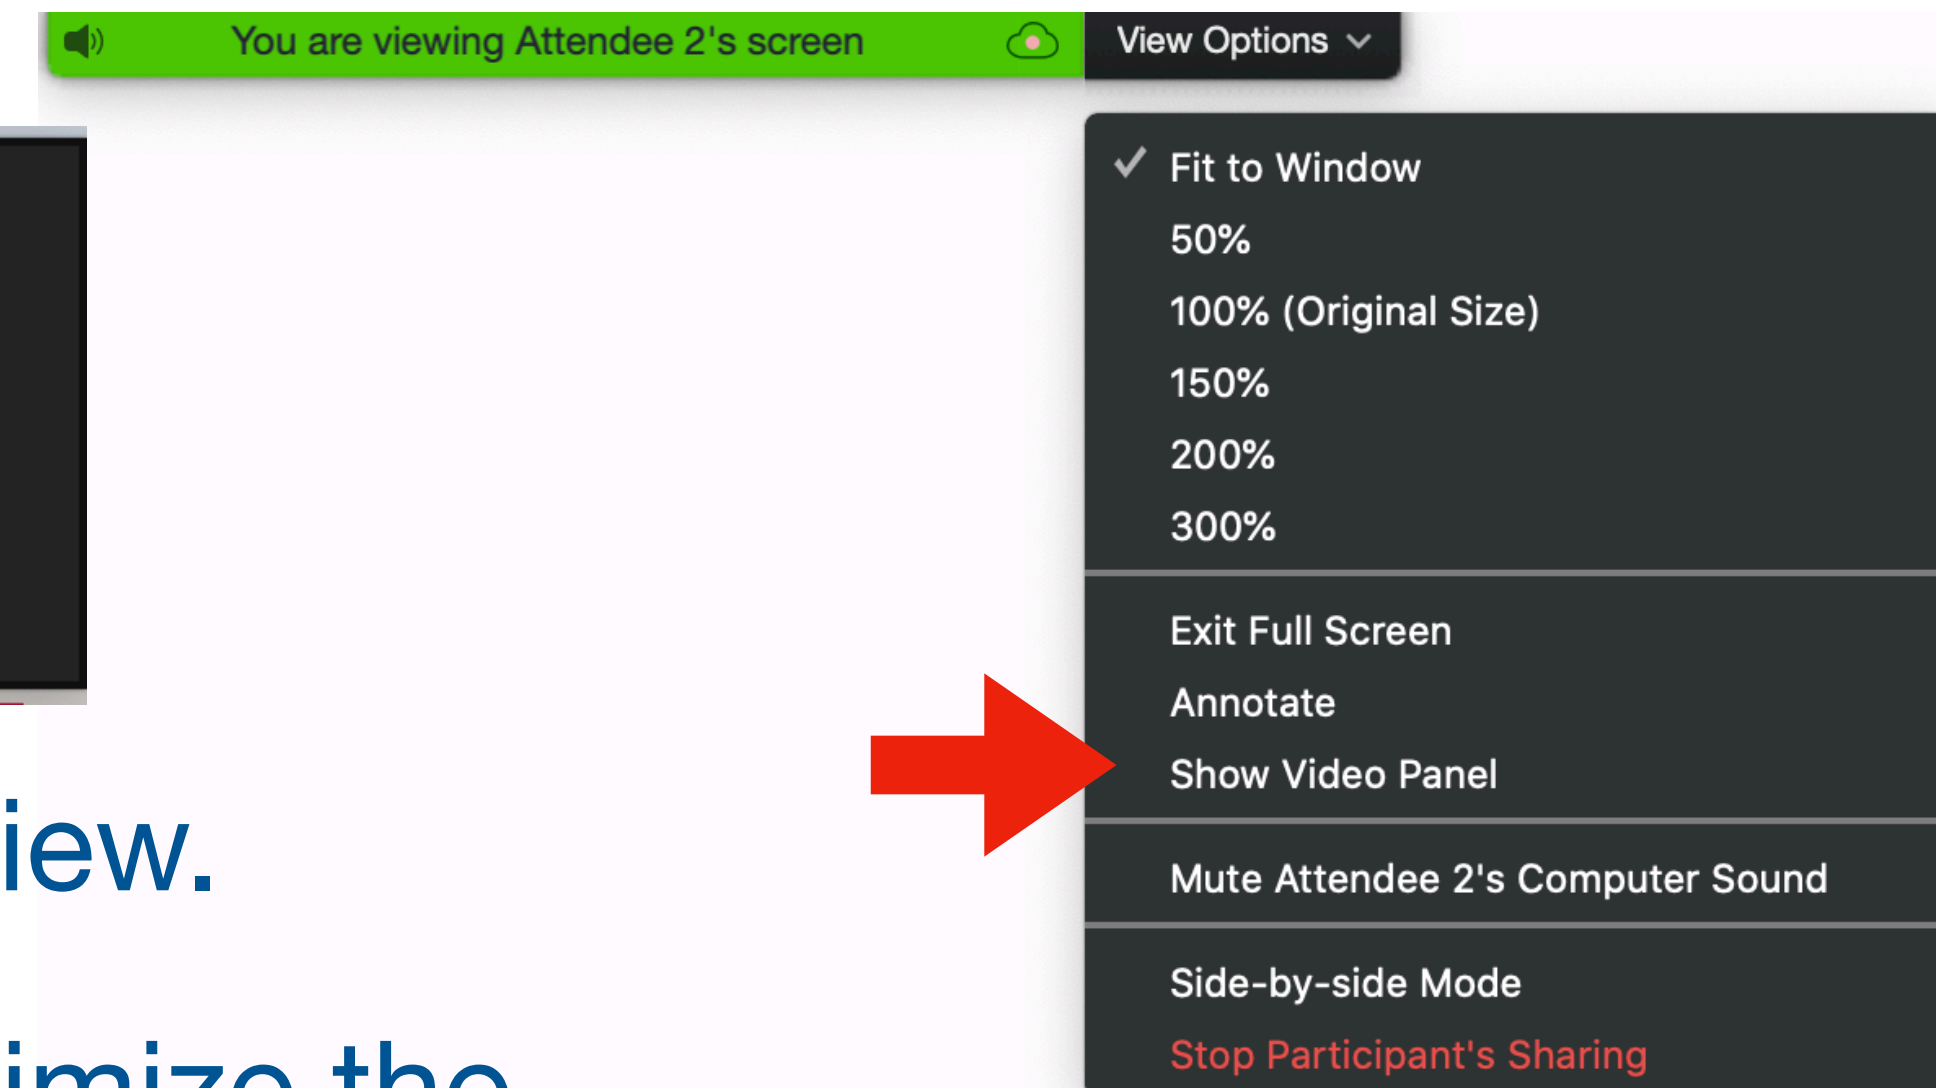 You are viewing Attendee 2's screen
View Options
Fit to Window
50%
100% (Original Size)
150%
200%
300%
Exit Full Screen
Annotate
Show Video Panel
Mute Attendee 2's Computer Sound
Side-by-side Mode
Stop Participant's Sharing
iew.
imize the